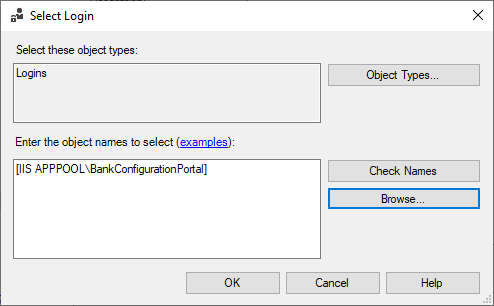 Select Login
Select these object types:
Logins
Object Types...
Enter the object names to select (examples):
[IIS APPPOOL\BankConfigurationPortal]
Check Names
Browse...
OK
Cancel
Help